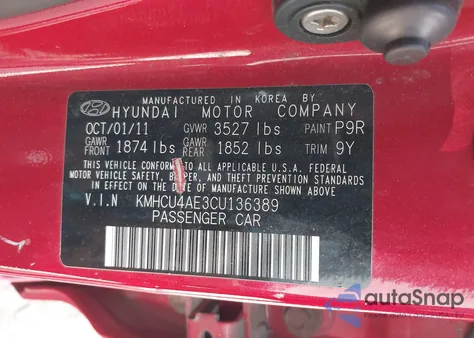 MANUFACTURED IN KOREA BY
HYUNDAI MOTOR COMPANY
OCT/01/11 GVWR 3527 lbs PAINT P9R
GAWR FRONT 1874 lbs GAWR REAR 1852 lbs TRIM 9Y
THIS VEHICLE CONFORMS TO ALL APPLICABLE U.S.A. FEDERAL
MOTOR VEHICLE SAFETY, BUMPER, AND THEFT PREVENTION STANDARDS
IN EFFECT ON THE DATE OF MANUFACTURE SHOWN ABOVE.
V.I.N KMHCU4AE3CU136389
PASSENGER CAR
autoSnap